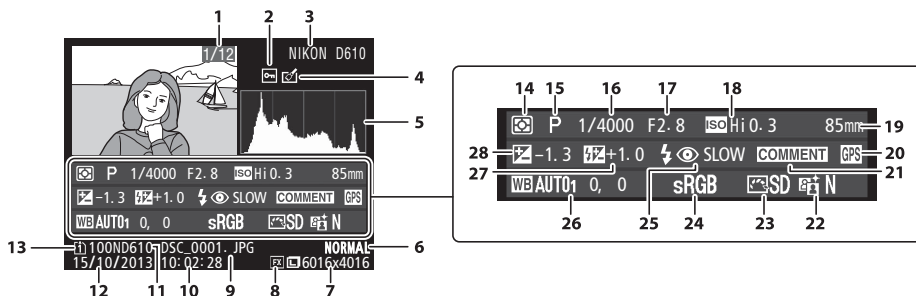 1 2 3
1/12 NIKON D610
4
5
P 1/4000 F2.8 ISO Hi 0.3 85mm
-1.3 +1.0 SLOW COMMENT GPS
WB AUTO1 0, 0 sRGB SD N
13 1 100ND610 DSC_0001.JPG NORMAL 6
15/10/2013 10:02:28 FX 6016x4016
12 11 10 9 8 7
14 15 16 17 18
P 1/4000 F2.8 ISO Hi 0.3 85mm 19
28 -1.3 +1.0 SLOW COMMENT GPS 20
27 21
WB AUTO1 0, 0 sRGB SD N
26 25 24 23 22